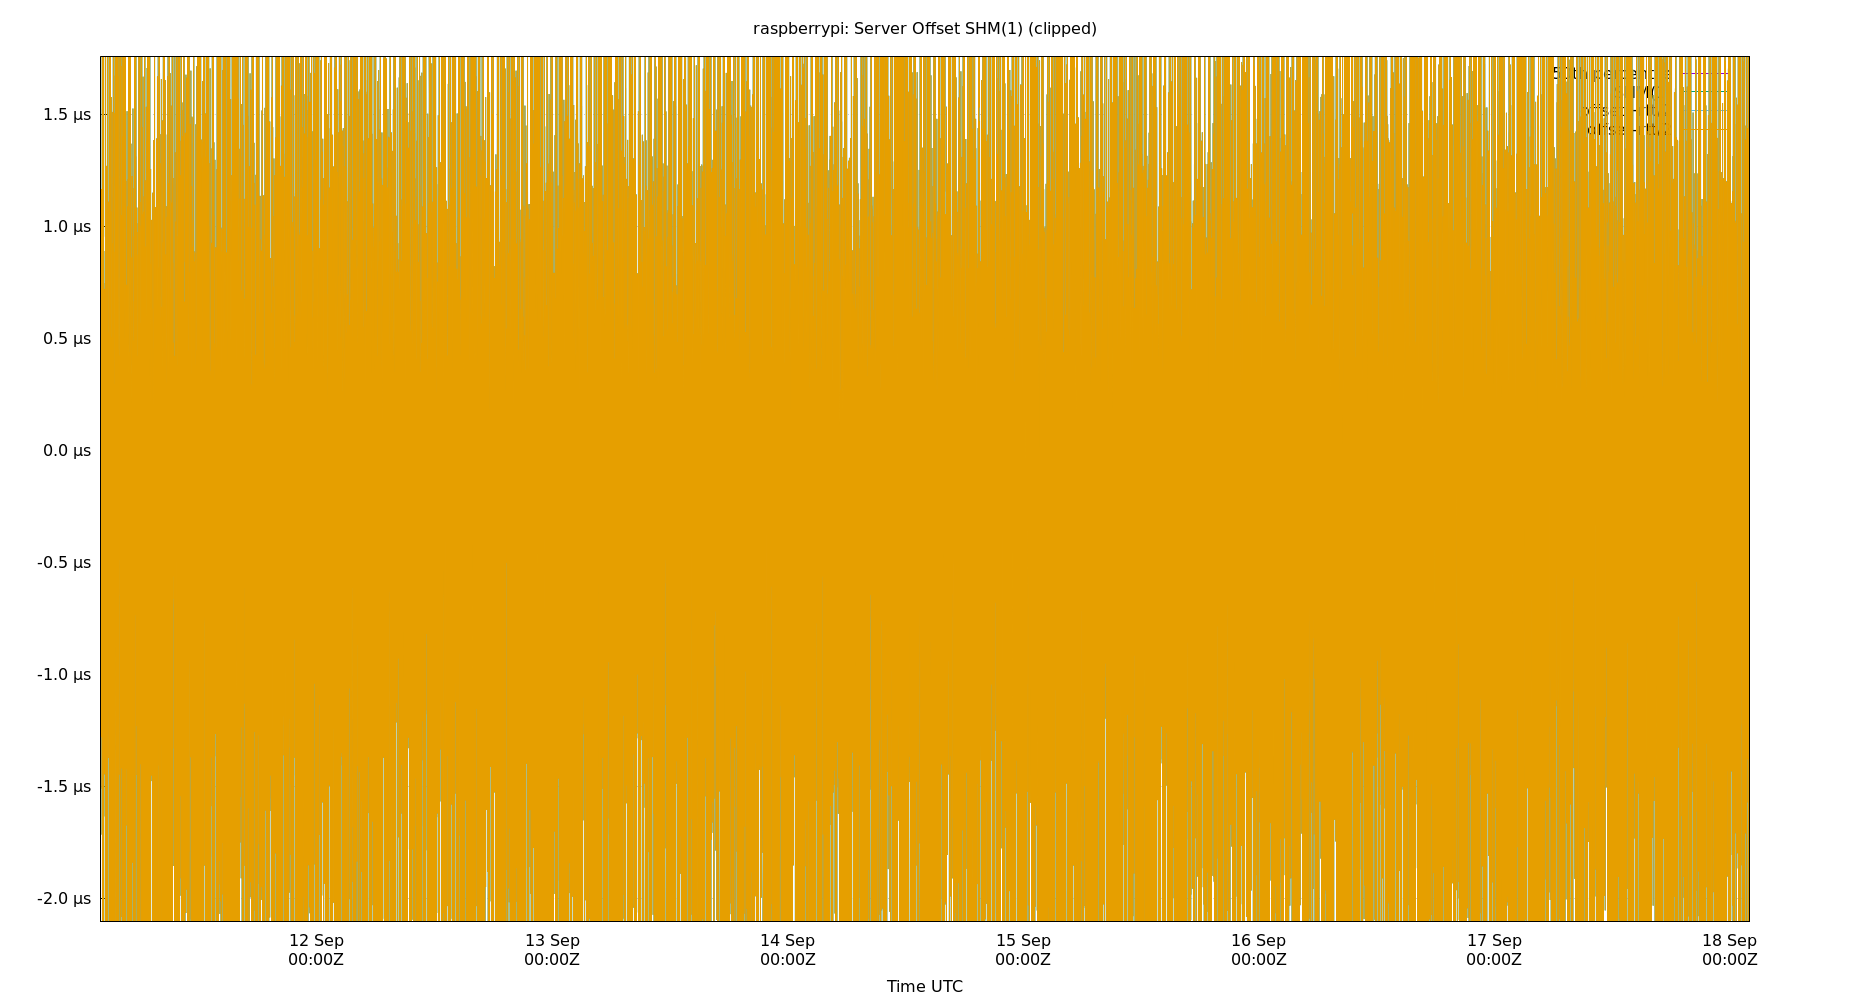 raspberrypi: Server Offset SHM(1) (clipped)
1.5 µs
1.0 µs
0.5 µs
0.0 µs
-0.5 µs
-1.0 µs
-1.5 µs
-2.0 µs
12 Sep 13 Sep 14 Sep 15 Sep 16 Sep 17 Sep 18 Sep
00:00Z 00:00Z 00:00Z 00:00Z 00:00Z 00:00Z 00:00Z
Time UTC